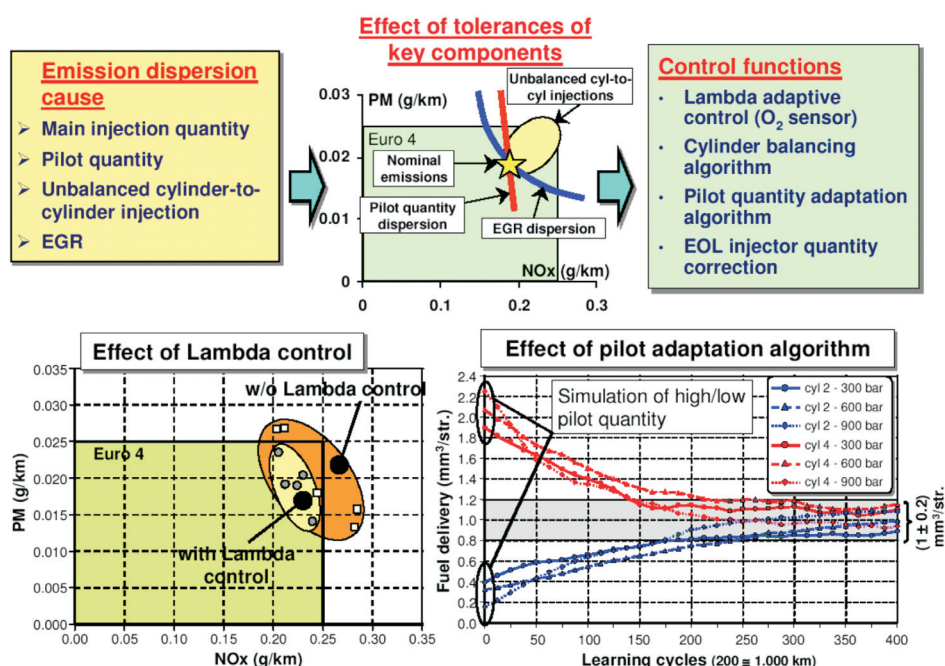 Effect of tolerances of
key components
Emission dispersion
cause
➢ Main injection quantity
➢ Pilot quantity
➢ Unbalanced cylinder-to-
cylinder injection
➢ EGR
0.03
PM (g/km)
Unbalanced cyl-to-
cyl injections
Euro 4
0.02
Nominal
emissions
0.01
Pilot quantity
dispersion
EGR dispersion
0
NOx (g/km)
0
0.1
0.2
0.3
Control functions
• Lambda adaptive
control (O₂ sensor)
• Cylinder balancing
algorithm
• Pilot quantity adaptation
algorithm
• EOL injector quantity
correction
Effect of Lambda control
0.035
0.030
0.025
0.020
0.015
0.010
0.005
0.000
PM (g/km)
w/o Lambda control
Euro 4
with Lambda
control
0.00
0.05
0.10
0.15
0.20
0.25
0.30
0.35
NOx (g/km)
Effect of pilot adaptation algorithm
2.4
2.2
2.0
1.8
1.6
1.4
1.2
1.0
0.8
0.6
0.4
0.2
0.0
Fuel delivery (mm³/str.)
Simulation of high/low
pilot quantity
cyl 2 - 300 bar
cyl 2 - 600 bar
cyl 2 - 900 bar
cyl 4 - 300 bar
cyl 4 - 600 bar
cyl 4 - 900 bar
(1 ± 0.2)
mm³/str.
0
50
100
150
200
250
300
350
400
Learning cycles (200 ≅ 1.000 km)